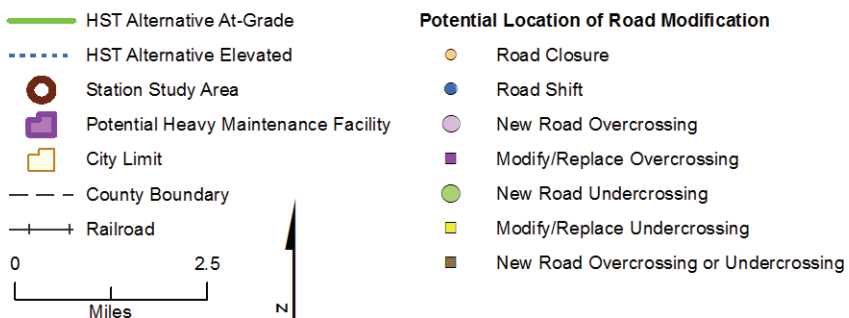 HST Alternative At-Grade
HST Alternative Elevated
Station Study Area
Potential Heavy Maintenance Facility
City Limit
County Boundary
Railroad
0 2.5
Miles
N
Potential Location of Road Modification
Road Closure
Road Shift
New Road Overcrossing
Modify/Replace Overcrossing
New Road Undercrossing
Modify/Replace Undercrossing
New Road Overcrossing or Undercrossing